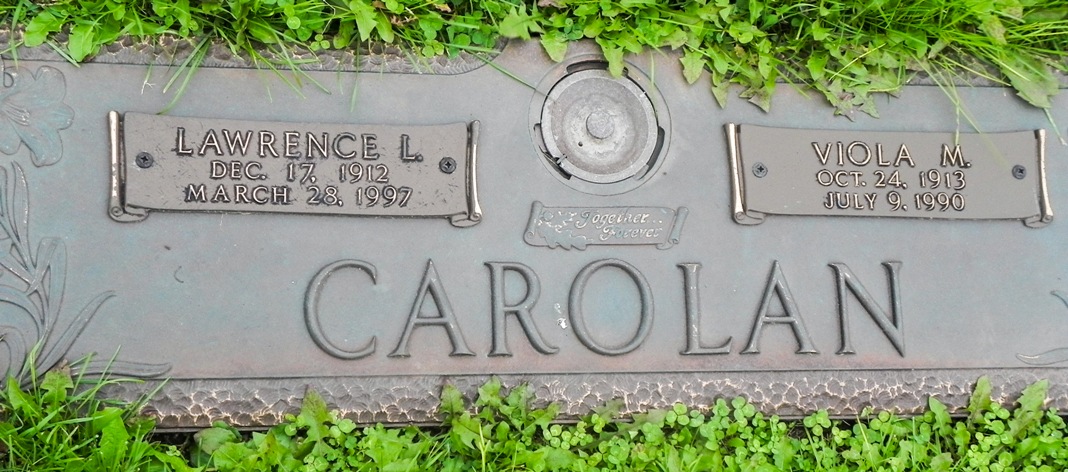 LAWRENCE L.
DEC. 17, 1912
MARCH 28, 1997
VIOLA M.
OCT. 24, 1913
JULY 9, 1990
Together...
Forever
CAROLAN